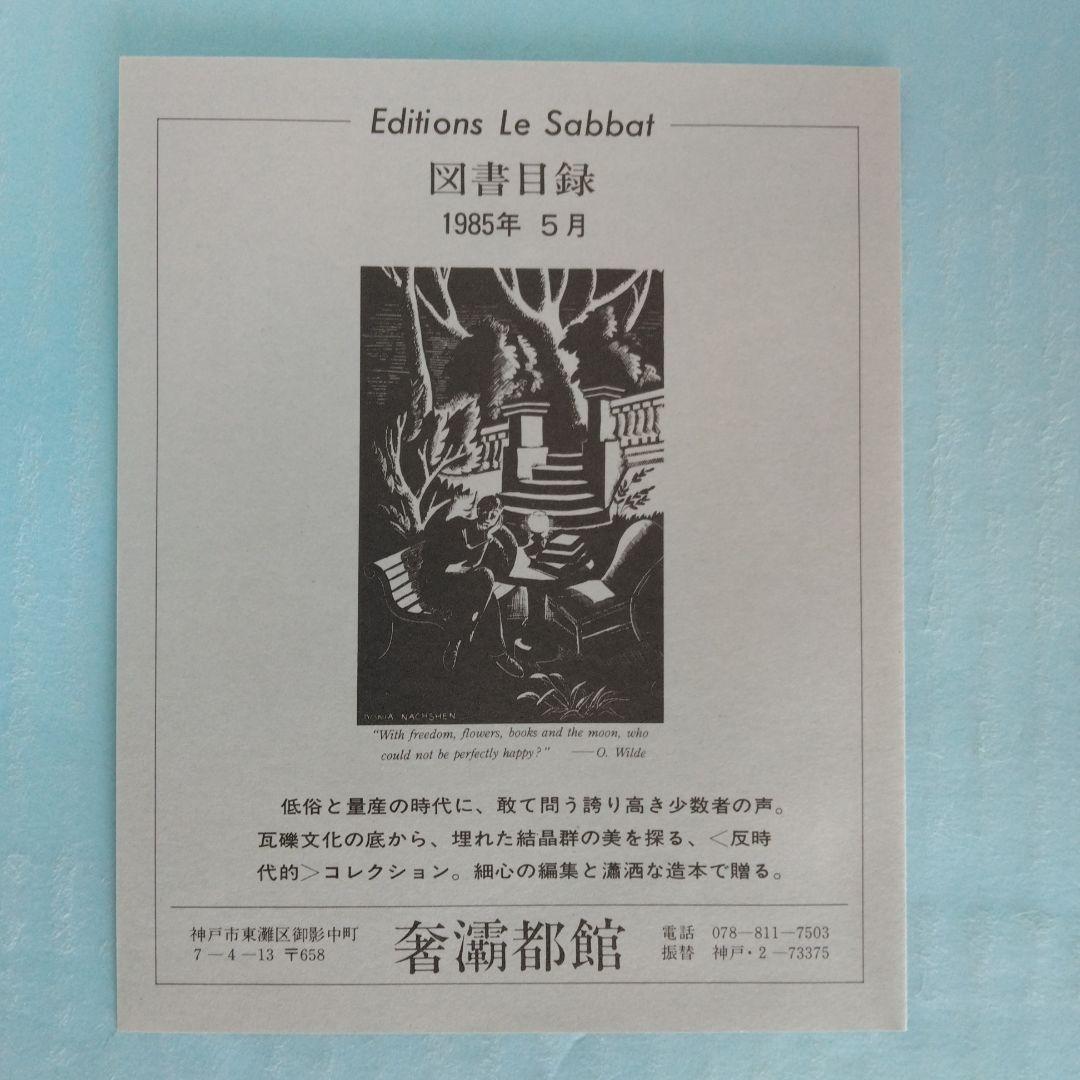 Editions Le Sabbat
図書目録
1985年 5月
VONIA NACHSHEN
“With freedom, flowers, books and the moon, who
could not be perfectly happy?” ——O. Wilde
低俗と量産の時代に、敢て問う誇り高き少数者の声。
瓦礫文化の底から、埋れた結晶群の美を探る、＜反時
代的＞コレクション。細心の編集と瀟洒な造本で贈る。
神戸市東灘区御影中町
7－4－13 〒658
奢灞都館
電話 078―811―7503
振替 神戸・2―73375